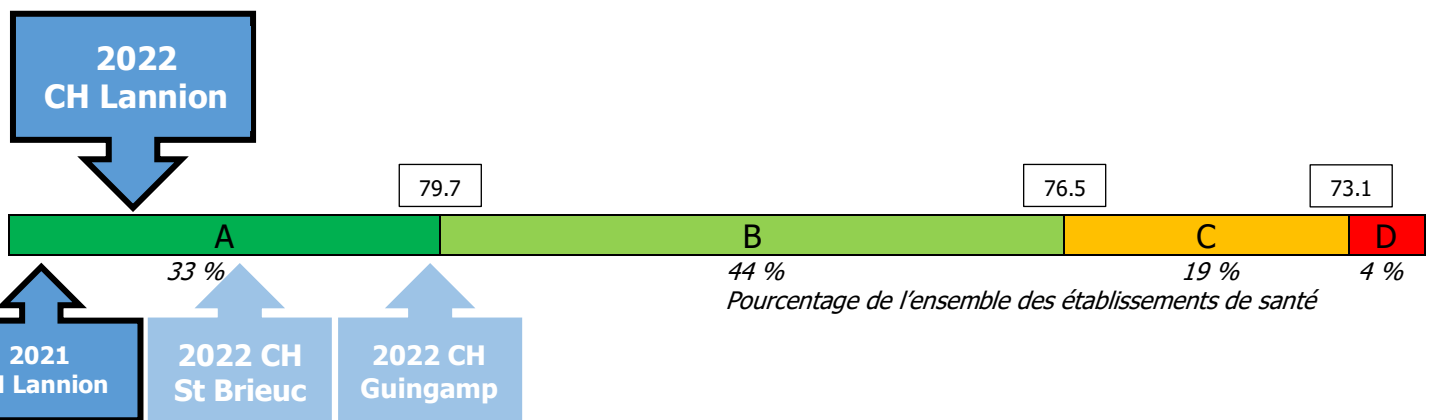 2022
CH Lannion
79.7
76.5
73.1
A
B
C
D
33 %
44 %
19 %
4 %
Pourcentage de l’ensemble des établissements de santé
2021
Lannion
2022 CH
St Brieuc
2022 CH
Guingamp